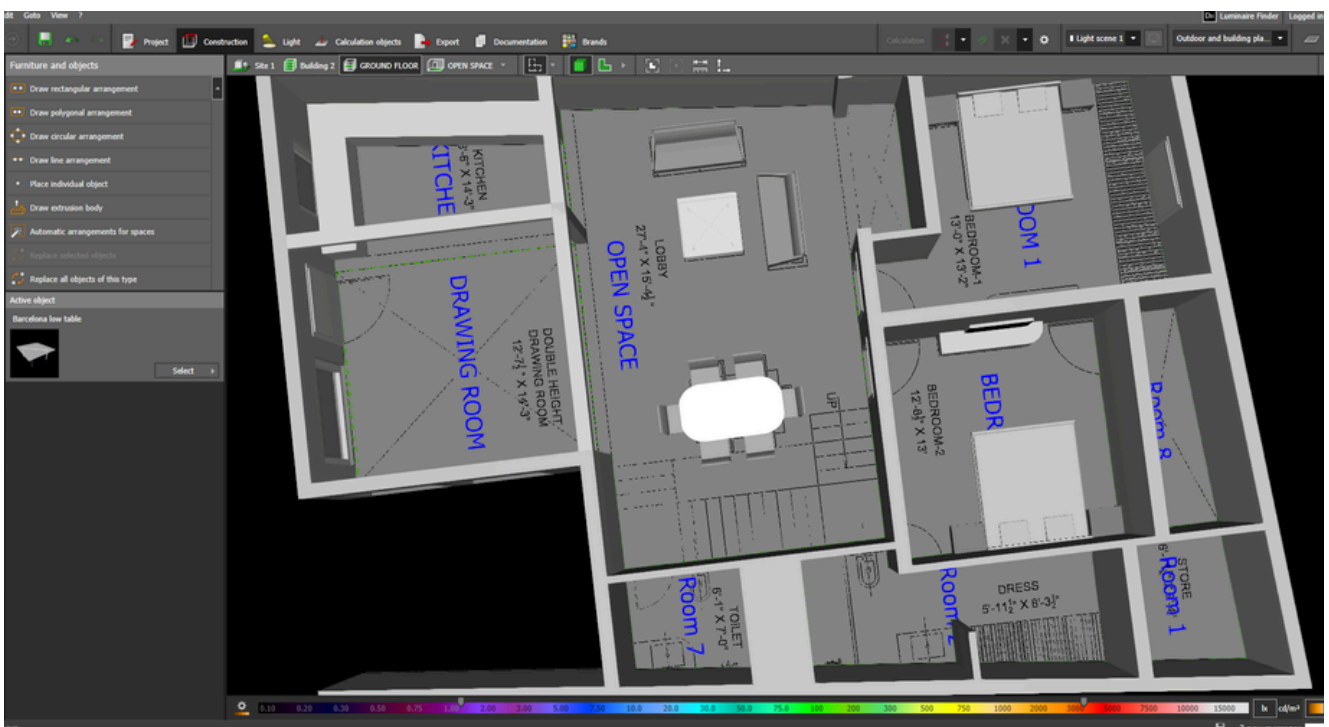 dit Goto View ?
Luminaire Finder Logged in
Project Construction Light Calculation objects Export Documentation Brands
Calculation Light scene 1 Outdoor and building pla...
Furniture and objects
Site 1 Building 2 GROUND FLOOR OPEN SPACE
Draw rectangular arrangement
Draw polygonal arrangement
Draw circular arrangement
Draw line arrangement
Place individual object
Draw extrusion body
Automatic arrangements for spaces
Replace selected objects
Replace all objects of this type
Active object
Barcelona low table
Select
KITCHE
KITCHEN
DRAWING ROOM
DOUBLE HEIGHT
DRAWING ROOM
12'-7½" X 14'-3"
OPEN SPACE
LOBBY
27'-4" X 15'-4½"
UP
OOM 1
BEDROOM-1
13'-0" X 13'-2"
BEDR
BEDROOM-2
12'-8½" X 13'
Room 8
Room 7
TOILET
6'-1" X 7'-0"
Room 2
DRESS
5'-11½" X 8'-3½"
Room 1
STORE
0.10 0.20 0.30 0.50 0.75 1.00 2.00 3.00 5.00 7.50 10.0 20.0 30.0 50.0 75.0 100 200 300 500 750 1000 2000 3000 5000 7500 10000 15000 lx cd/m²